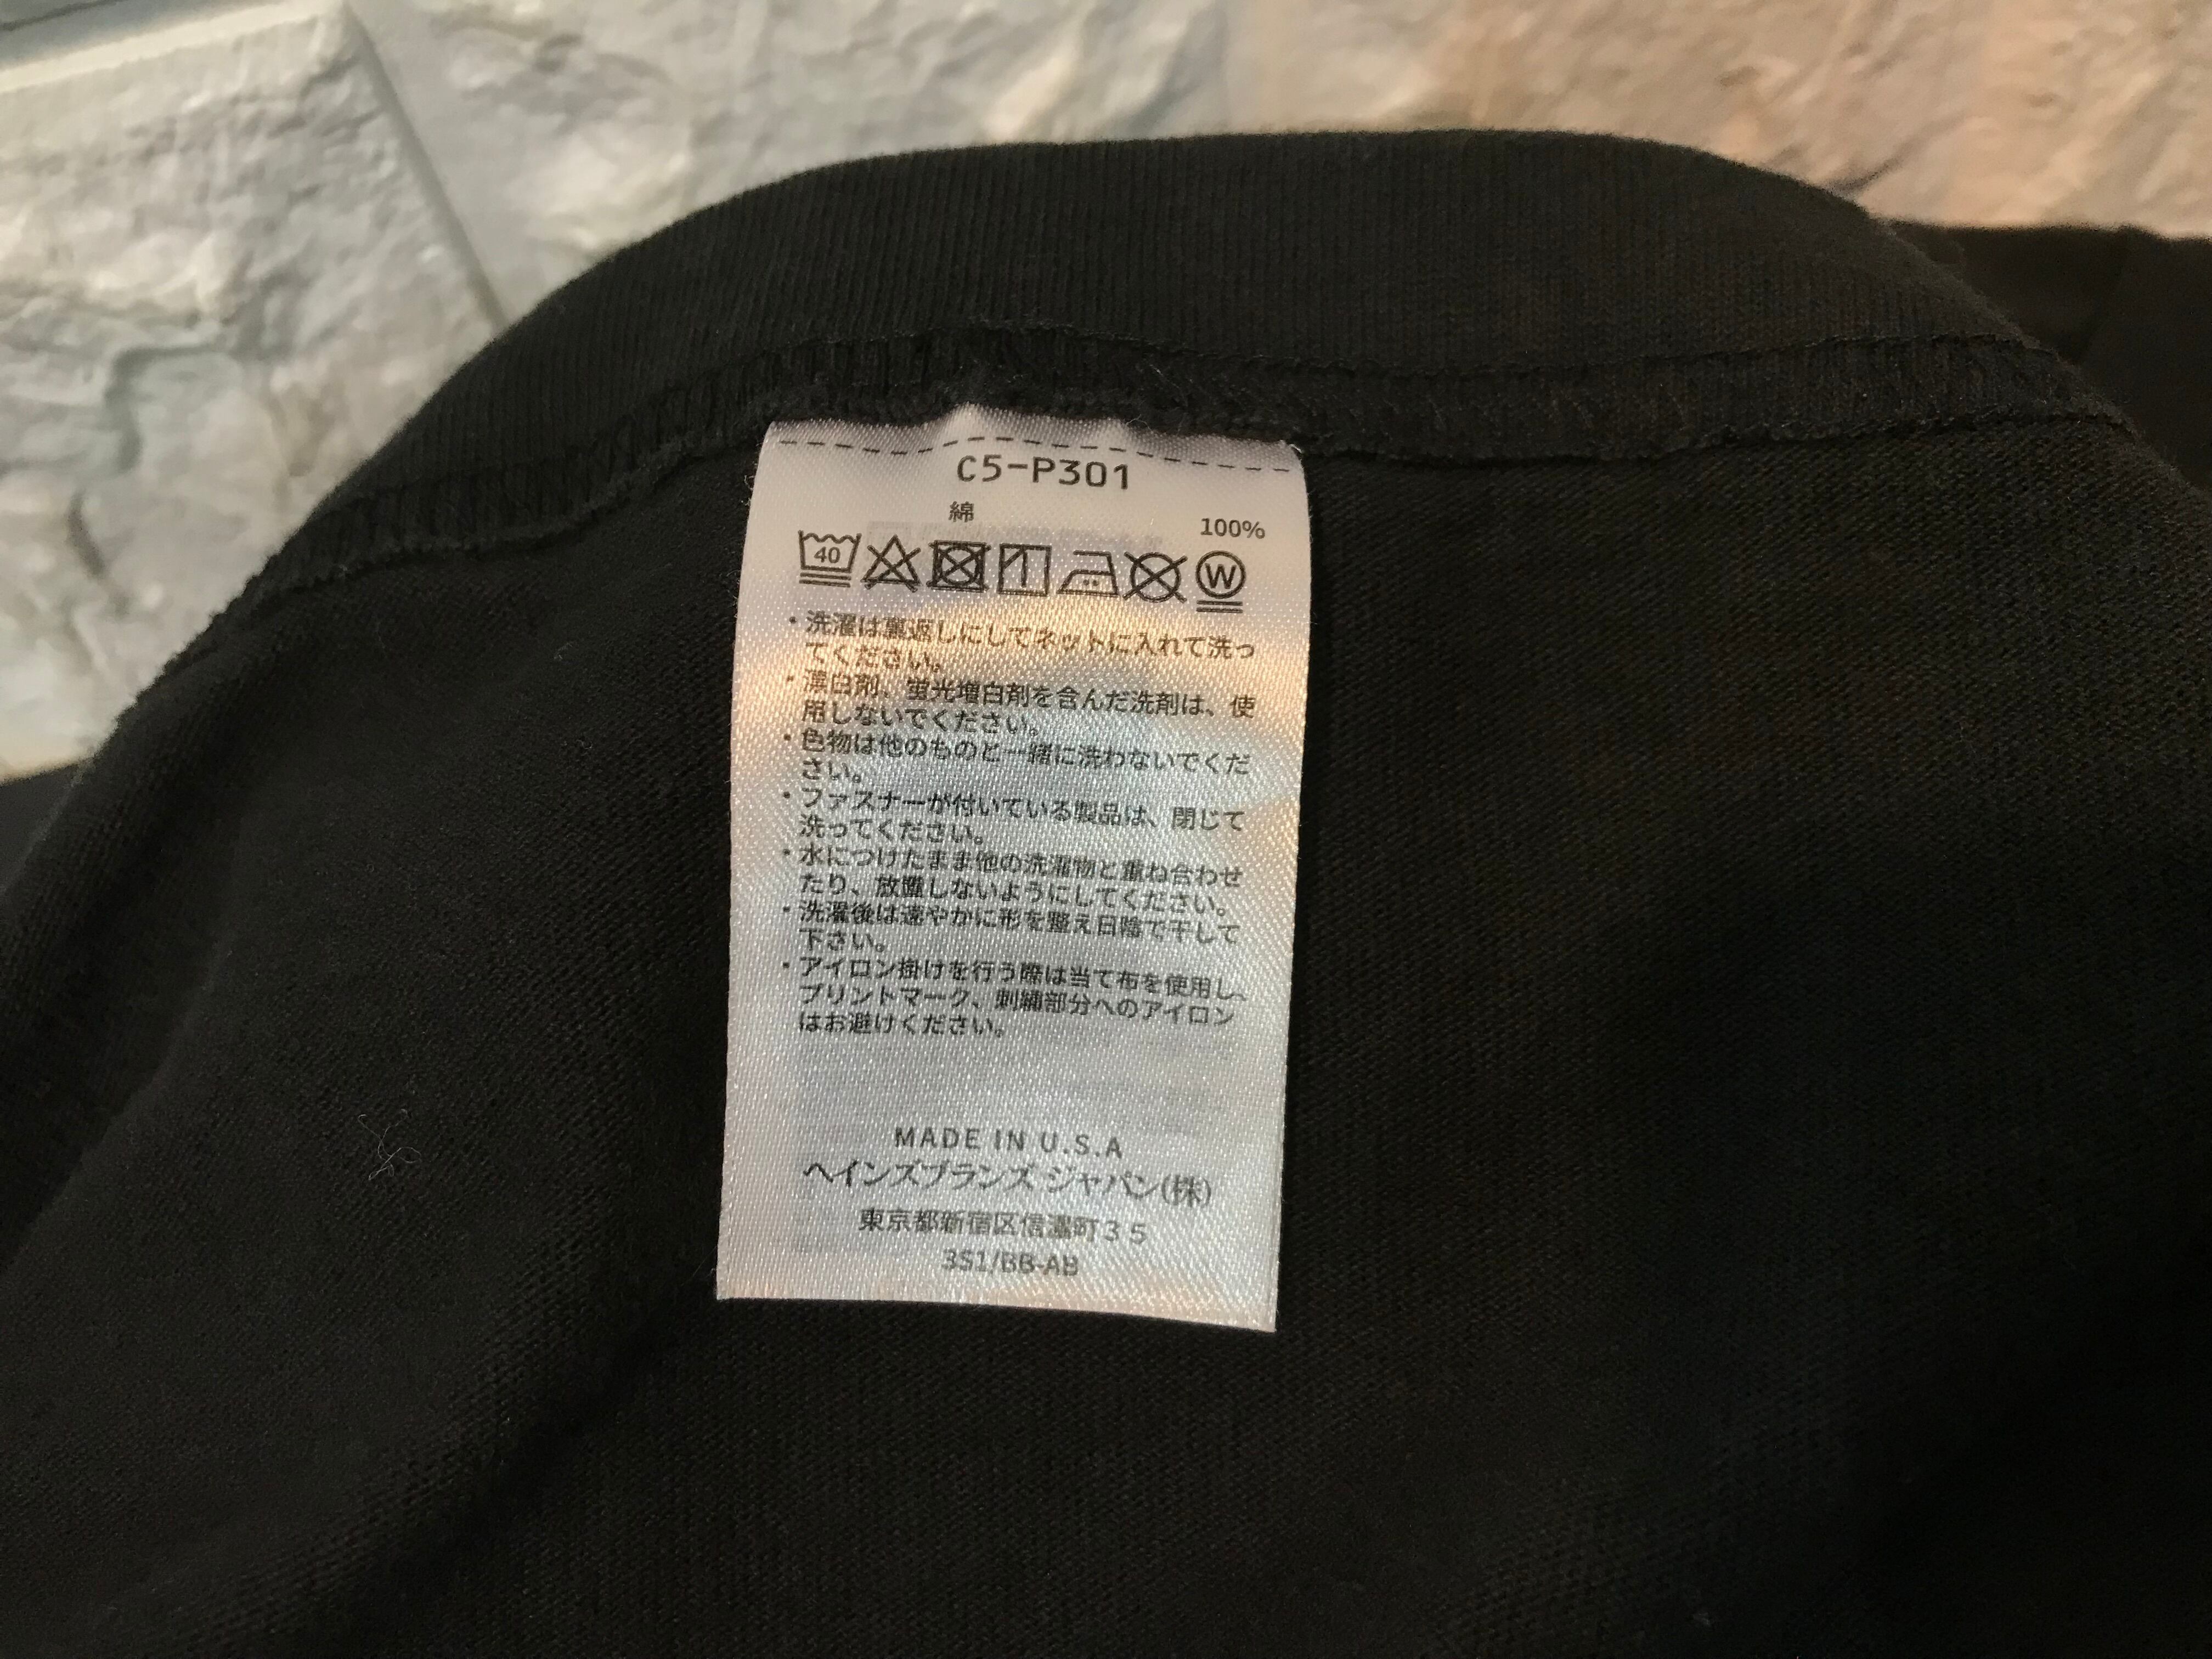 C5-P301
綿 100%
40
W
・洗濯は裏返しにしてネットに入れて洗っ
てください。
・漂白剤、蛍光増白剤を含んだ洗剤は、使
用しないでください。
・色物は他のものと一緒に洗わないでくだ
さい。
・ファスナーが付いている製品は、閉じて
洗ってください。
・水につけたまま他の洗濯物と重ね合わせ
たり、放置しないようにしてください。
・洗濯後は速やかに形を整え日陰で干して
下さい。
・アイロン掛けを行う際は当て布を使用し、
プリントマーク、刺繍部分へのアイロン
はお避けください。
MADE IN U.S.A
ヘインズブランズ ジャパン(株)
東京都新宿区信濃町35
3S1/BB-AB